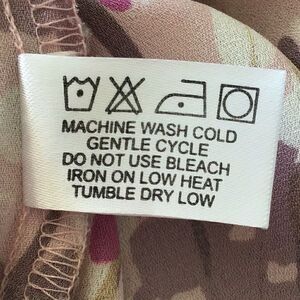 MACHINE WASH COLD
GENTLE CYCLE
DO NOT USE BLEACH
IRON ON LOW HEAT
TUMBLE DRY LOW